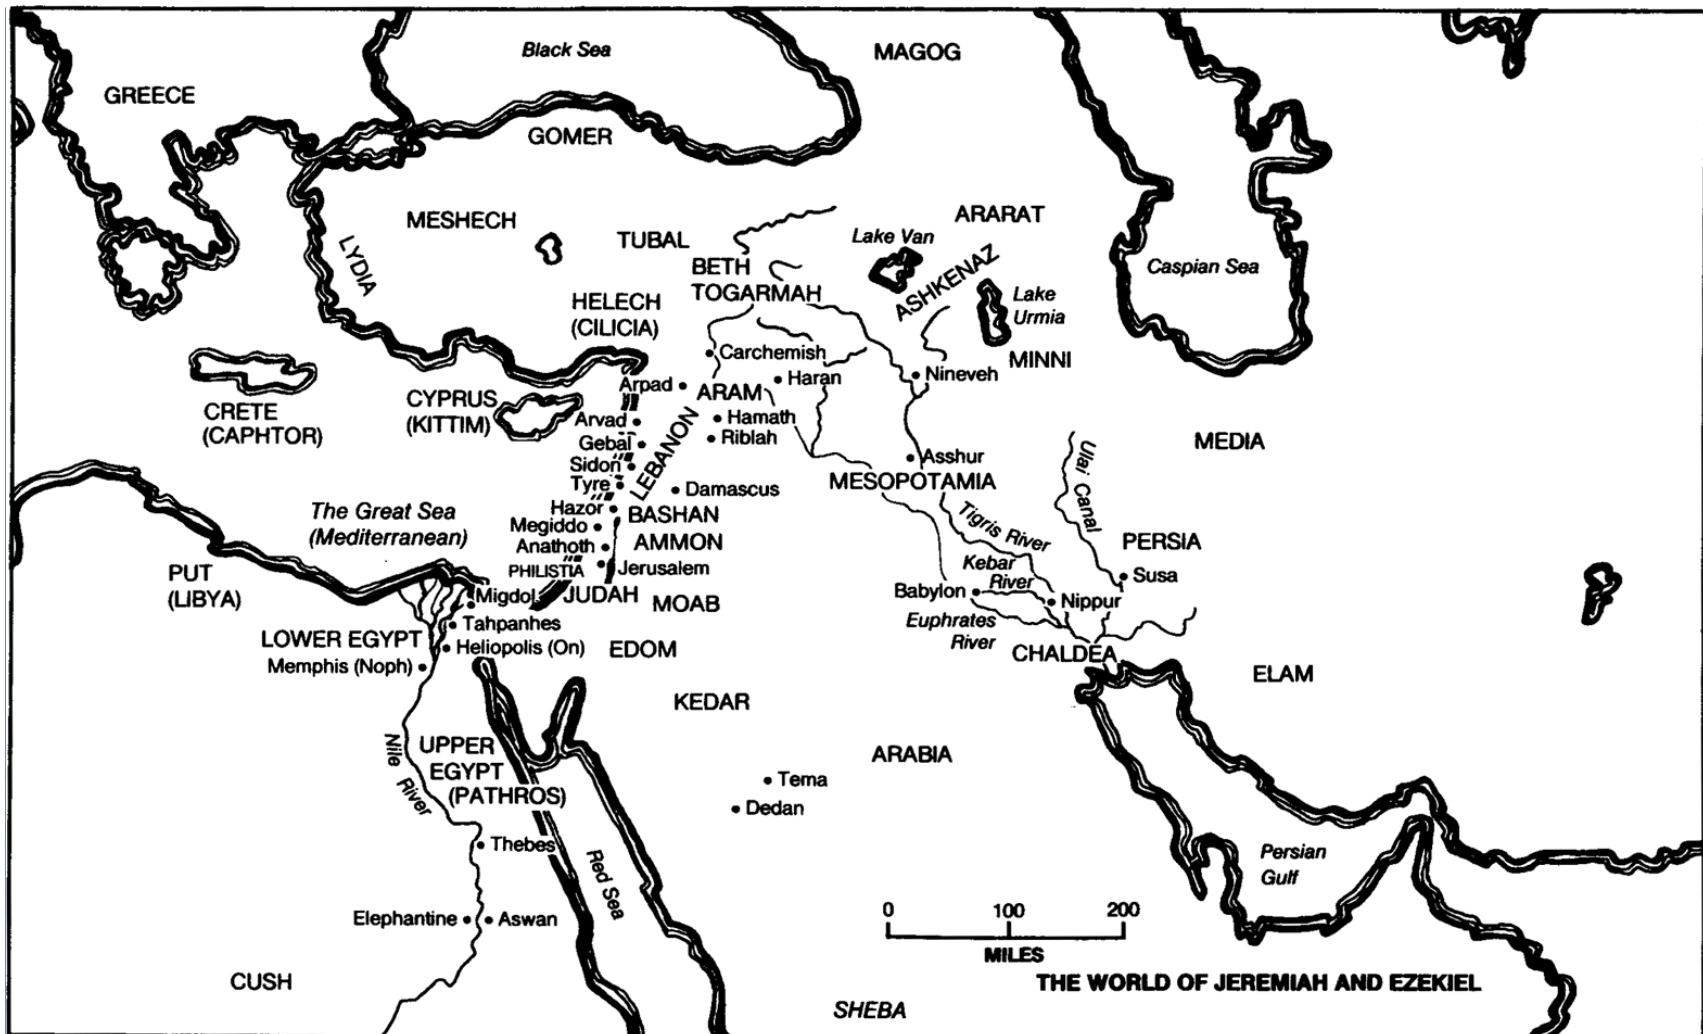 Black Sea
MAGOG
GREECE
GOMER
MESHECH
TUBAL
ARARAT
Lake Van
ASHKENAZ
LYDIA
BETH
TOGARMAH
Caspian Sea
HELECH
(CILICIA)
Lake
Urmia
MINNI
Carchemish
Haran
Nineveh
Arpad
ARAM
CRETE
(CAPHTOR)
CYPRUS
(KITTIM)
Arvad
Hamath
Gebal
Riblah
LEBANON
MEDIA
Sidon
Asshur
Ulai Canal
Tyre
Damascus
MESOPOTAMIA
The Great Sea
(Mediterranean)
Hazor
BASHAN
Megiddo
Tigris River
Anathoth
AMMON
PERSIA
PHILISTIA
Jerusalem
Kebar
River
Susa
PUT
(LIBYA)
Migdol
JUDAH
MOAB
Babylon
Nippur
Tahpanhes
Euphrates
River
LOWER EGYPT
Heliopolis (On)
EDOM
CHALDEA
Memphis (Noph)
ELAM
KEDAR
Nile River
UPPER
EGYPT
(PATHROS)
ARABIA
Tema
Dedan
Thebes
Red Sea
Persian
Gulf
Elephantine
Aswan
0 100 200
MILES
CUSH
THE WORLD OF JEREMIAH AND EZEKIEL
SHEBA